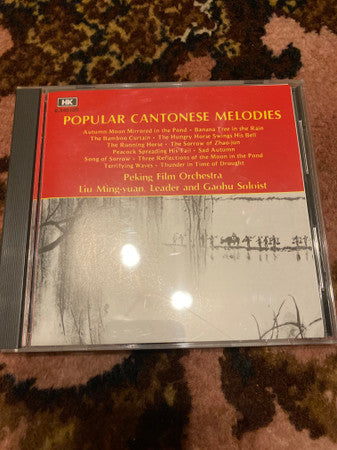 HK
POPULAR CANTONESE MELODIES
Autumn Moon Mirrored in the Pond • Banana Tree in the Rain
The Bamboo Curtain • The Hungry Horse Swings His Bell
The Running Horse • The Sorrow of Zhao-jun
Peacock Spreading His Tail • Sad Autumn
Song of Sorrow • Three Reflections of the Moon in the Pond
Terrifying Waves • Thunder in Time of Drought
Peking Film Orchestra
Liu Ming-yuan, Leader and Gaohu Soloist